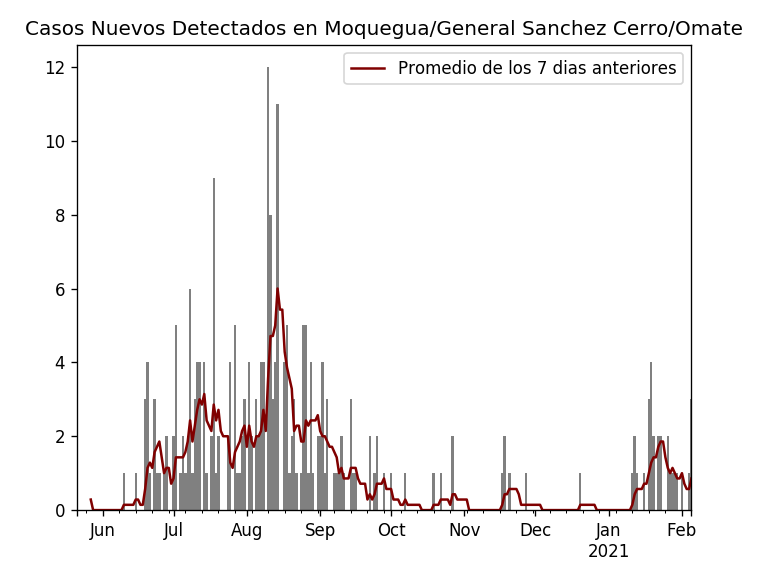 Casos Nuevos Detectados en Moquegua/General Sanchez Cerro/Omate
Promedio de los 7 dias anteriores
12
10
8
6
4
2
0
Jun Jul Aug Sep Oct Nov Dec Jan Feb
2021